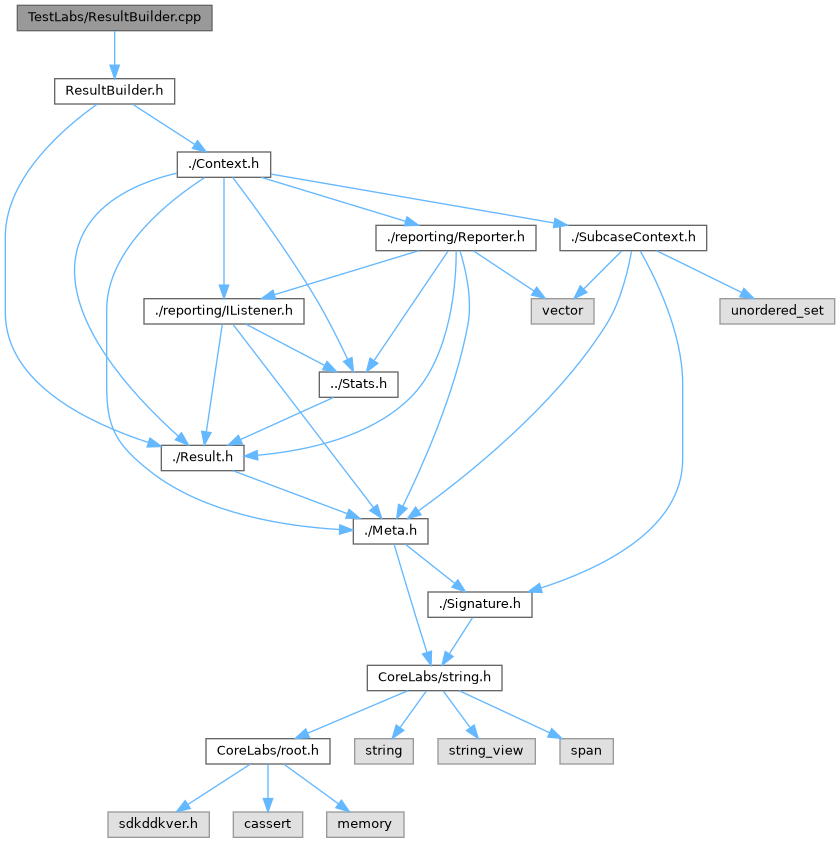 TestLabs/ResultBuilder.cpp
ResultBuilder.h
./Context.h
./reporting/Reporter.h
./SubcaseContext.h
./reporting/IListener.h
vector
unordered_set
../Stats.h
./Result.h
./Meta.h
./Signature.h
CoreLabs/string.h
CoreLabs/root.h
string
string_view
span
sdkddkver.h
cassert
memory